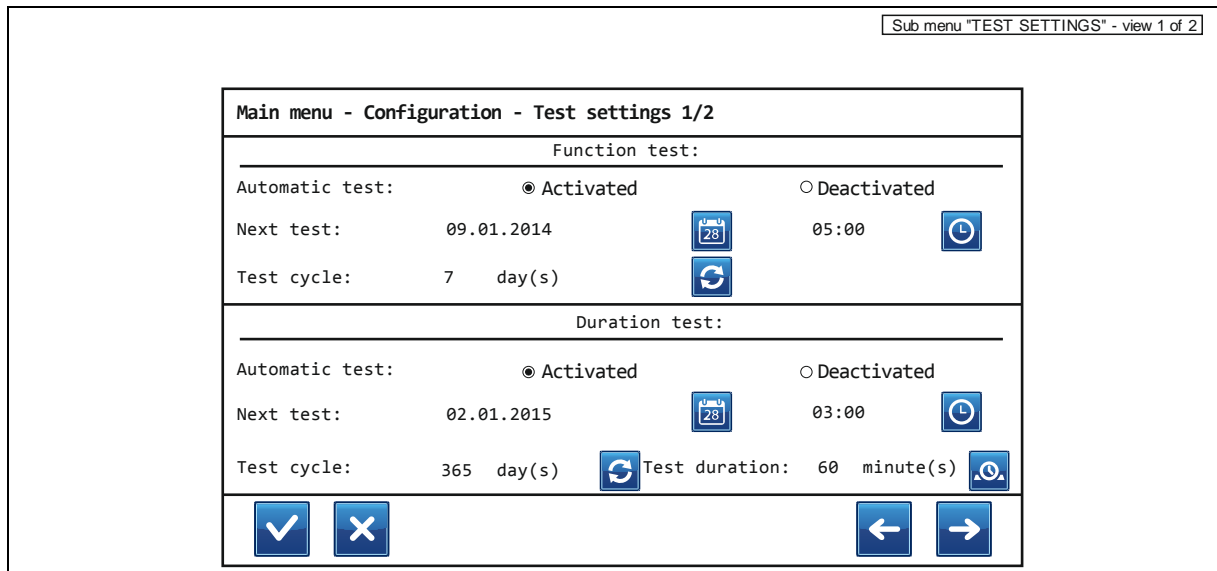 Sub menu "TEST SETTINGS" - view 1 of 2
Main menu - Configuration - Test settings 1/2
Function test:
Automatic test: Activated Deactivated
Next test: 09.01.2014 28 05:00
Test cycle: 7 day(s)
Duration test:
Automatic test: Activated Deactivated
Next test: 02.01.2015 28 03:00
Test cycle: 365 day(s) Test duration: 60 minute(s)